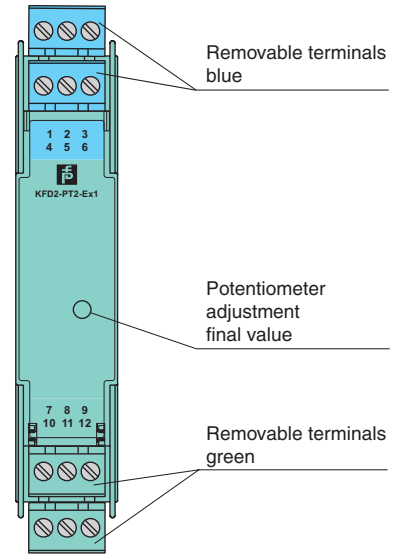 Removable terminals
blue
1 2 3
4 5 6
KFD2-PT2-Ex1
Potentiometer
adjustment
final value
7 8 9
10 11 12
Removable terminals
green